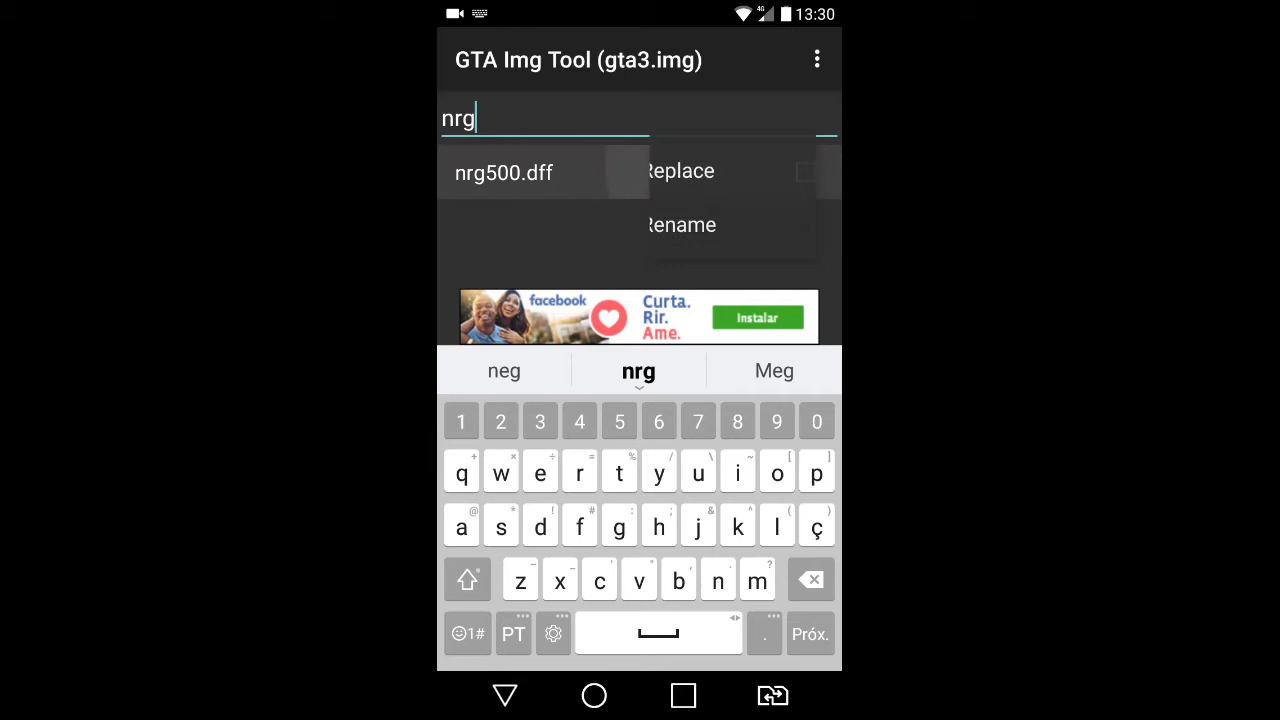 4G 13:30
GTA Img Tool (gta3.img)
nrg
nrg500.dff
Replace
Rename
facebook
Curta.
Rir.
Ame.
Instalar
neg nrg Meg
1 2 3 4 5 6 7 8 9 0
+ × ÷ = % / \ ~ [ ]
q w e r t y u i o p
@ * ! # : ; & ^ ( )
a s d f g h j k l ç
z x c v b n m ?
1# PT . Próx.